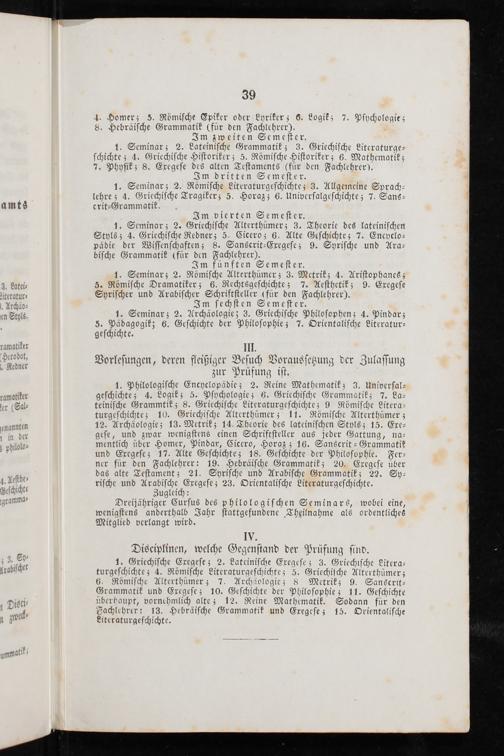 39
4. Homer; 5. Römische Epiker oder Lyriker; 6. Logik; 7. Psychologie;
8. Hebräische Grammatik (für den Fachlehrer).
Im zweiten Semester.
1. Seminar; 2. Lateinische Grammatik; 3. Griechische Literaturge-
schichte; 4. Griechische Historiker; 5. Römische Historiker; 6. Mathematik;
7. Physik; 8. Exegese des alten Testaments (für den Fachlehrer).
Im dritten Semester.
1. Seminar; 2. Römische Literaturgeschichte; 3. Allgemeine Sprach-
lehre; 4. Griechische Tragiker; 5. Horaz; 6. Universalgeschichte; 7. Sans-
crit-Grammatik.
Im vierten Semester.
1. Seminar; 2. Griechische Alterthümer; 3. Theorie des lateinischen
Styls; 4. Griechische Redner; 5. Cicero; 6. Alte Geschichte; 7. Encyclo-
pädie der Wissenschaften; 8. Sanscrit-Exegese; 9. Syrische und Ara-
bische Grammatik (für den Fachlehrer).
Im fünften Semester.
1. Seminar; 2. Römische Alterthümer; 3. Metrik; 4. Aristophanes;
5. Römische Dramatiker; 6. Rechtsgeschichte; 7. Aesthetik; 9. Exegese
Syrischer und Arabischer Schriftsteller (für den Fachlehrer).
Im sechsten Semester.
1. Seminar; 2. Archäologie; 3. Griechische Philosophen; 4. Pindar;
5. Pädagogik; 6. Geschichte der Philosophie; 7. Orientalische Literatur-
geschichte.
III.
Vorlesungen, deren fleißiger Besuch Voraussetzung der Zulassung
zur Prüfung ist.
1. Philologische Encyclopädie; 2. Reine Mathematik; 3. Universal-
geschichte; 4. Logik; 5. Psychologie; 6. Griechische Grammatik; 7. La-
teinische Grammtik; 8. Griechische Literaturgeschichte; 9 Römische Litera-
turgeschichte; 10. Griechische Alterthümer; 11. Römische Alterthümer;
12. Archäologie; 13. Metrik; 14. Theorie des lateinischen Styls; 15. Exe-
gese, und zwar wenigstens einen Schriftsteller aus jeder Gattung, na-
mentlich über Homer, Pindar, Cicero, Horaz; 16. Sanscrit-Grammatik
und Exegese; 17. Alte Geschichte; 18. Geschichte der Philosophie. Fer-
ner für den Fachlehrer: 19. Hebräische Grammatik; 20. Exegese über
das alte Testament; 21. Syrische und Arabische Grammatik; 22. Sy-
rische und Arabische Exegese; 23. Orientalische Literaturgeschichte.
Zugleich:
Dreijähriger Cursus des philologischen Seminars, wobei eine,
wenigstens anderthalb Jahr stattgefundene Theilnahme als ordentliches
Mitglied verlangt wird.
IV.
Disciplinen, welche Gegenstand der Prüfung sind.
1. Griechische Exegese; 2. Lateinische Exegese; 3. Griechische Litera-
turgeschichte; 4. Römische Literaturgeschichte; 5. Griechische Alterthümer;
6. Römische Alterthümer; 7. Archäologie; 8 Metrik; 9. Sanscrit-
Grammatik und Exegese; 10. Geschichte der Philosophie; 11. Geschichte
überhaupt, vornehmlich alte; 12. Reine Mathematik. Sodann für den
Fachlehrer: 13. Hebräische Grammatik und Exegese; 15. Orientalische
Literaturgeschichte.